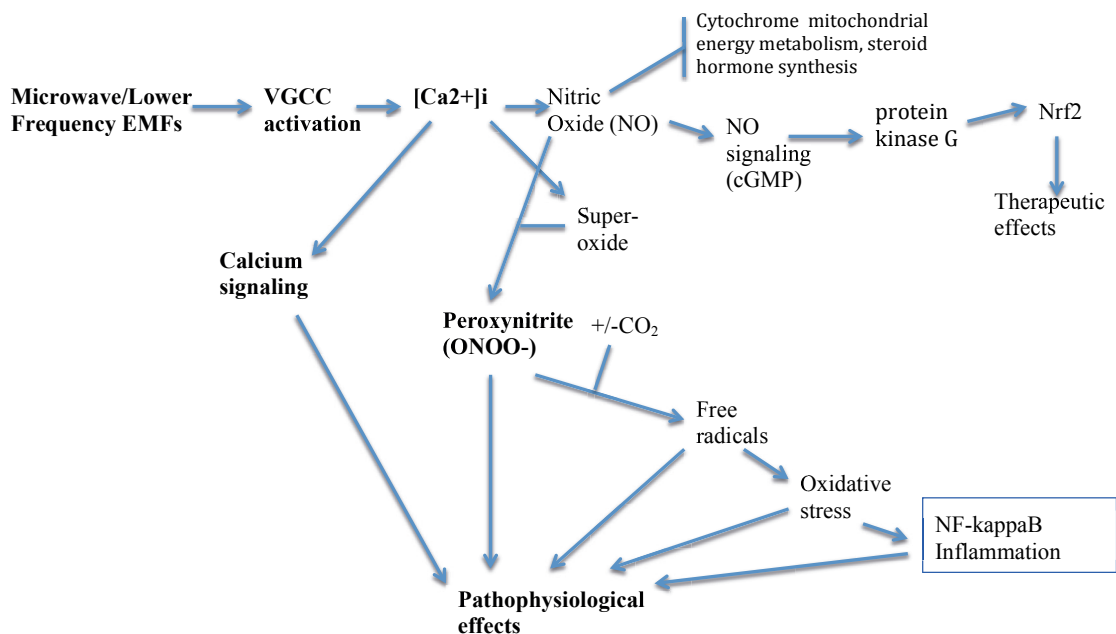 Cytochrome mitochondrial
energy metabolism, steroid
hormone synthesis
Microwave/Lower
Frequency EMFs
VGCC
activation
[Ca2+]i
Nitric
Oxide (NO)
NO
signaling
(cGMP)
protein
kinase G
Nrf2
Therapeutic
effects
Super-
oxide
Calcium
signaling
Peroxynitrite
(ONOO-)
+/-CO₂
Free
radicals
Oxidative
stress
NF-kappaB
Inflammation
Pathophysiological
effects